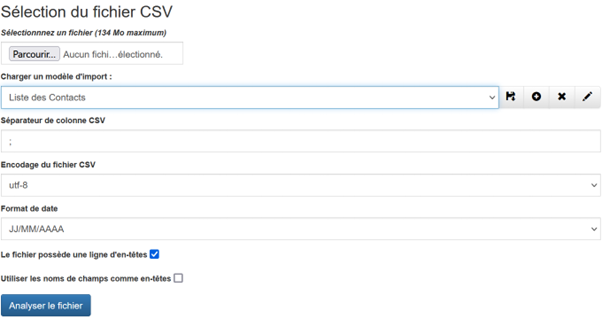 Sélection du fichier CSV
Sélectionnnez un fichier (134 Mo maximum)
Parcourir... Aucun fichi...électionné.
Charger un modèle d'import :
Liste des Contacts
Séparateur de colonne CSV
;
Encodage du fichier CSV
utf-8
Format de date
JJ/MM/AAAA
Le fichier possède une ligne d'en-têtes
Utiliser les noms de champs comme en-têtes
Analyser le fichier